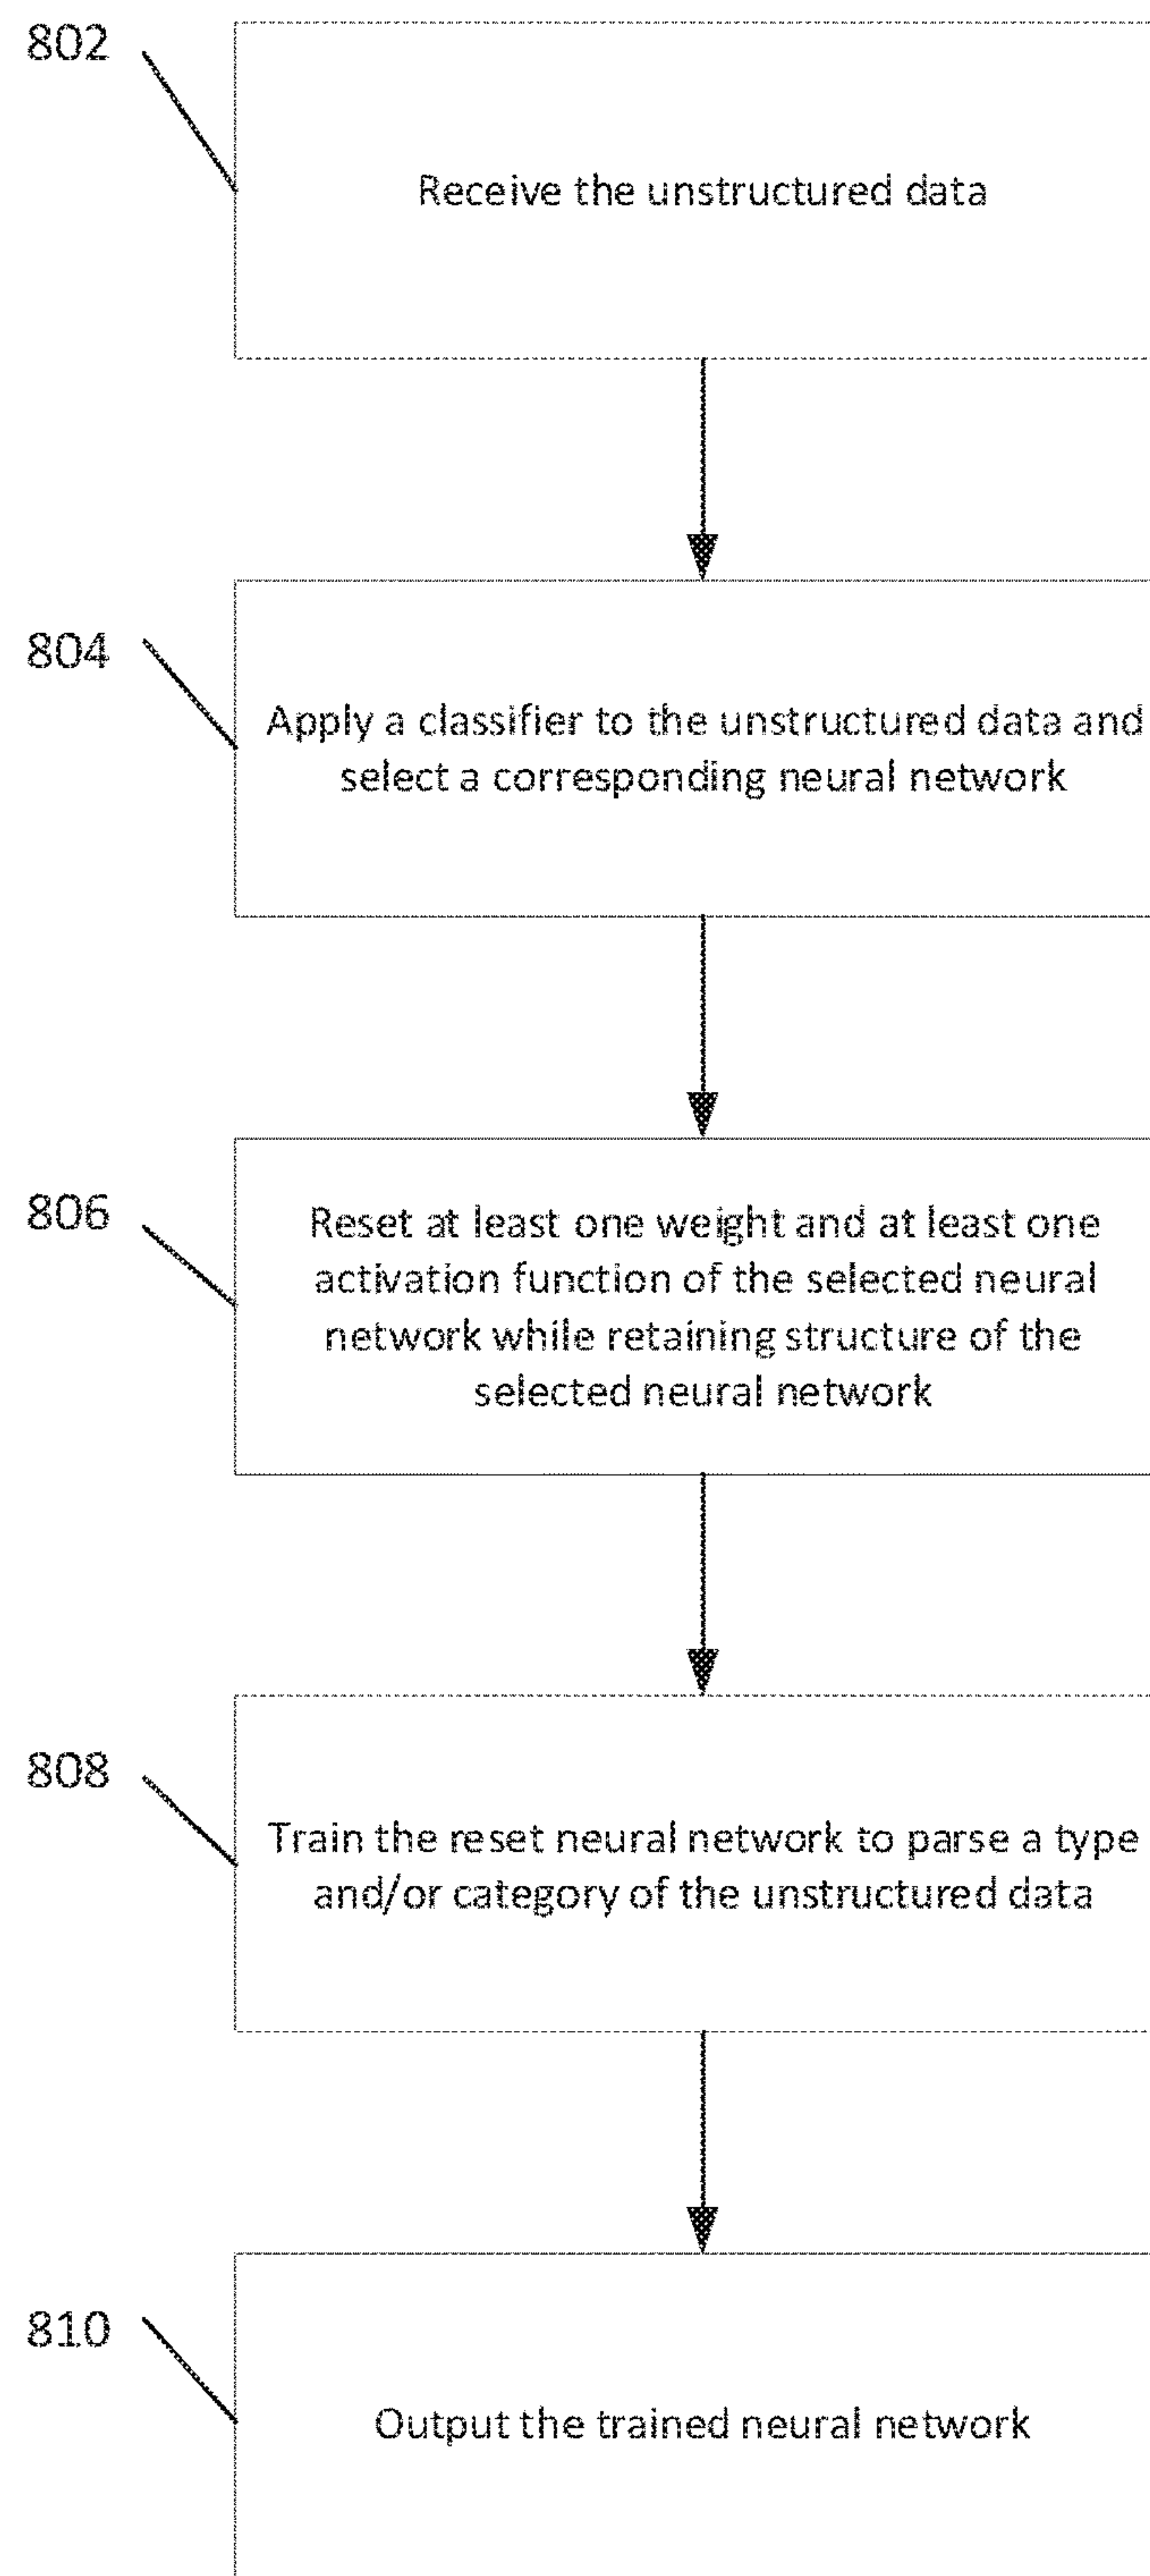 802
Receive the unstructured data
804
Apply a classifier to the unstructured data and
select a corresponding neural network
806
Reset at least one weight and at least one
activation function of the selected neural
network while retaining structure of the
selected neural network
808
Train the reset neural network to parse a type
and/or category of the unstructured data
810
Output the trained neural network